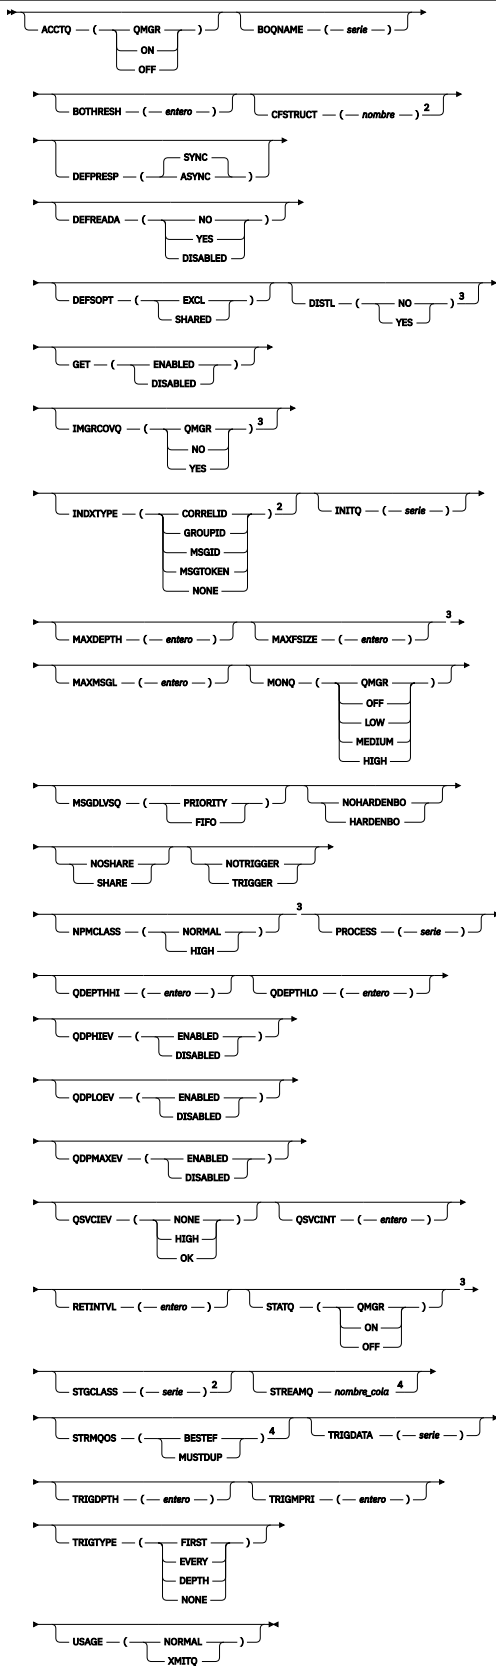 ACCTQ ( QMGR ) BOQNAME ( serie )
ON
OFF
BOTHRESH ( entero ) CFSTRUCT ( nombre ) 2
SYNC
DEFPRESP ( ASYNC )
DEFREADA ( NO )
YES
DISABLED
DEFSOPT ( EXCL ) DISTL ( NO ) 3
SHARED YES
GET ( ENABLED )
DISABLED
IMGRCOVQ ( QMGR ) 3
NO
YES
INDXTYPE ( CORRELID ) 2 INITQ ( serie )
GROUPID
MSGID
MSGTOKEN
NONE
MAXDEPTH ( entero ) MAXFSIZE ( entero ) 3
MAXMSGL ( entero ) MONQ ( QMGR )
OFF
LOW
MEDIUM
HIGH
MSGDLVSQ ( PRIORITY ) NOHARDENBO
FIFO HARDENBO
NOSHARE NOTRIGGER
SHARE TRIGGER
NPMCLASS ( NORMAL ) 3 PROCESS ( serie )
HIGH
QDEPTHHI ( entero ) QDEPTHLO ( entero )
QDPHIEV ( ENABLED )
DISABLED
QDPLOEV ( ENABLED )
DISABLED
QDPMAXEV ( ENABLED )
DISABLED
QSVCIEV ( NONE ) QSVCINT ( entero )
HIGH
OK
RETINTVL ( entero ) STATQ ( QMGR ) 3
ON
OFF
STGCLASS ( serie ) 2 STREAMQ nombre_cola 4
STRMQOS ( BESTEF ) 4 TRIGDATA ( serie )
MUSTDUP
TRIGDPTH ( entero ) TRIGMPRI ( entero )
TRIGTYPE ( FIRST )
EVERY
DEPTH
NONE
USAGE ( NORMAL )
XMITQ